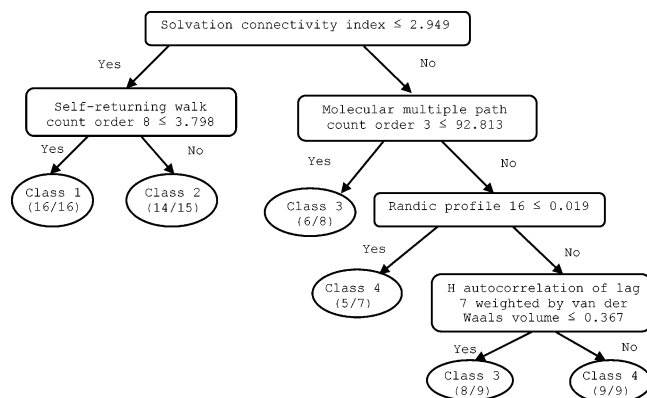 Solvation connectivity index ≤ 2.949
Yes
No
Self-returning walk
count order 8 ≤ 3.798
Molecular multiple path
count order 3 ≤ 92.813
Yes
No
Yes
No
Class 1
(16/16)
Class 2
(14/15)
Class 3
(6/8)
Randic profile 16 ≤ 0.019
Yes
No
Class 4
(5/7)
H autocorrelation of lag
7 weighted by van der
Waals volume ≤ 0.367
Yes
No
Class 3
(8/9)
Class 4
(9/9)